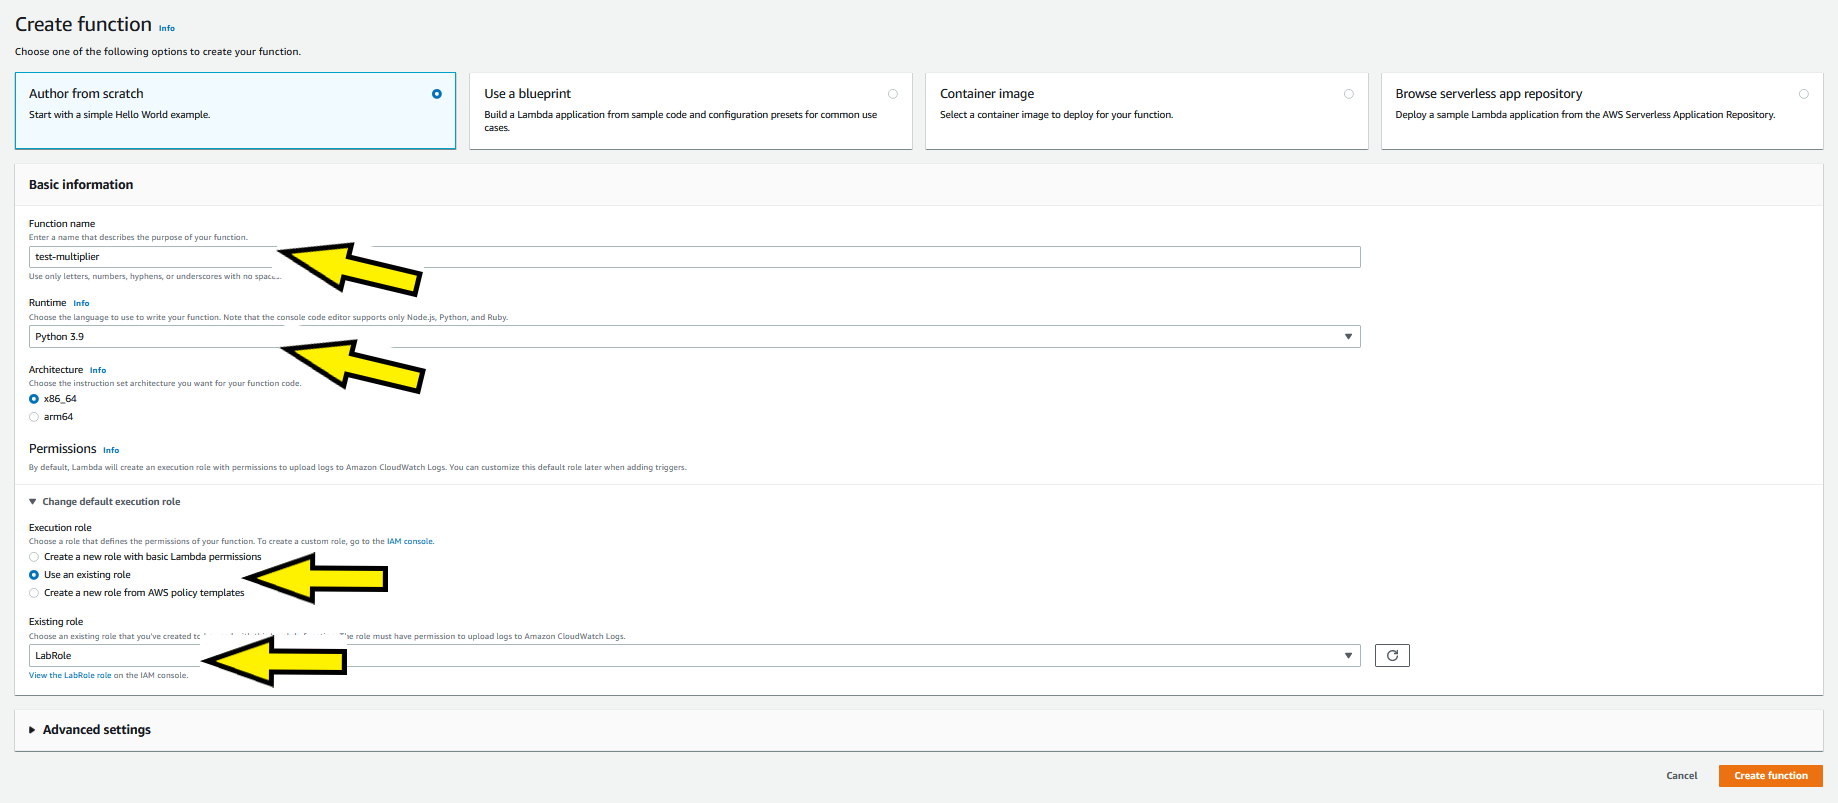 Create function Info
Choose one of the following options to create your function.
Author from scratch
Start with a simple Hello World example.
Use a blueprint
Build a Lambda application from sample code and configuration presets for common use
cases.
Container image
Select a container image to deploy for your function.
Browse serverless app repository
Deploy a sample Lambda application from the AWS Serverless Application Repository.
Basic information
Function name
Enter a name that describes the purpose of your function.
test-multiplier
Use only letters, numbers, hyphens, or underscores with no
Runtime Info
Choose the language to use to write your function. Note that the console code editor supports only Node.js, Python, and Ruby.
Python 3.9
Architecture Info
Choose the instruction set architecture you want for your function code.
x86_64
arm64
Permissions Info
By default, Lambda will create an execution role with permissions to upload logs to Amazon CloudWatch Logs. You can customize this default role later when adding triggers.
Change default execution role
Execution role
Choose a role that defines the permissions of your function. To create a custom role, go to the IAM console.
Create a new role with basic Lambda permissions
Use an existing role
Create a new role from AWS policy templates
Existing role
Choose an existing role that you've created to The role must have permission to upload logs to Amazon CloudWatch Logs.
LabRole
View the LabRole role on the IAM console.
Advanced settings
Cancel
Create function